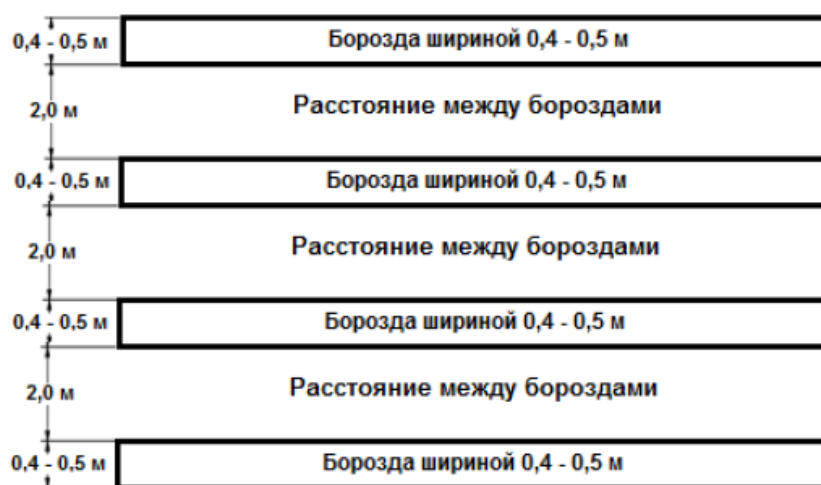 0,4 - 0,5 м Борозда шириной 0,4 - 0,5 м
2,0 м Расстояние между бороздами
0,4 - 0,5 м Борозда шириной 0,4 - 0,5 м
2,0 м Расстояние между бороздами
0,4 - 0,5 м Борозда шириной 0,4 - 0,5 м
2,0 м Расстояние между бороздами
0,4 - 0,5 м Борозда шириной 0,4 - 0,5 м